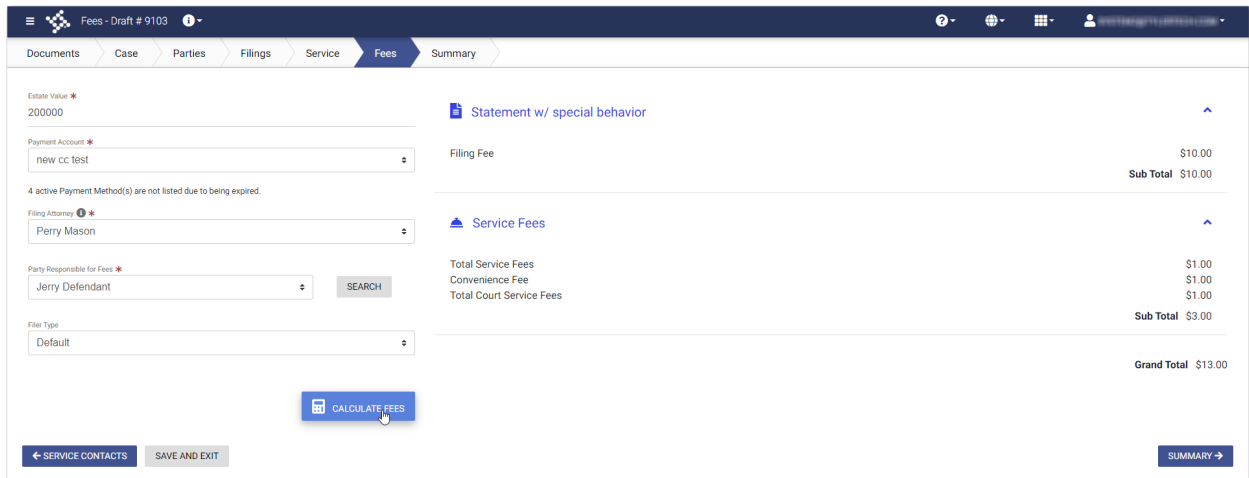 Fees - Draft # 9103
Documents Case Parties Filings Service Fees Summary
Estate Value *
200000
Payment Account *
new cc test
4 active Payment Method(s) are not listed due to being expired.
Filing Attorney *
Perry Mason
Party Responsible for Fees *
Jerry Defendant
SEARCH
Filer Type
Default
CALCULATE FEES
Statement w/ special behavior
Filing Fee $10.00
Sub Total $10.00
Service Fees
Total Service Fees $1.00
Convenience Fee $1.00
Total Court Service Fees $1.00
Sub Total $3.00
Grand Total $13.00
SERVICE CONTACTS
SAVE AND EXIT
SUMMARY